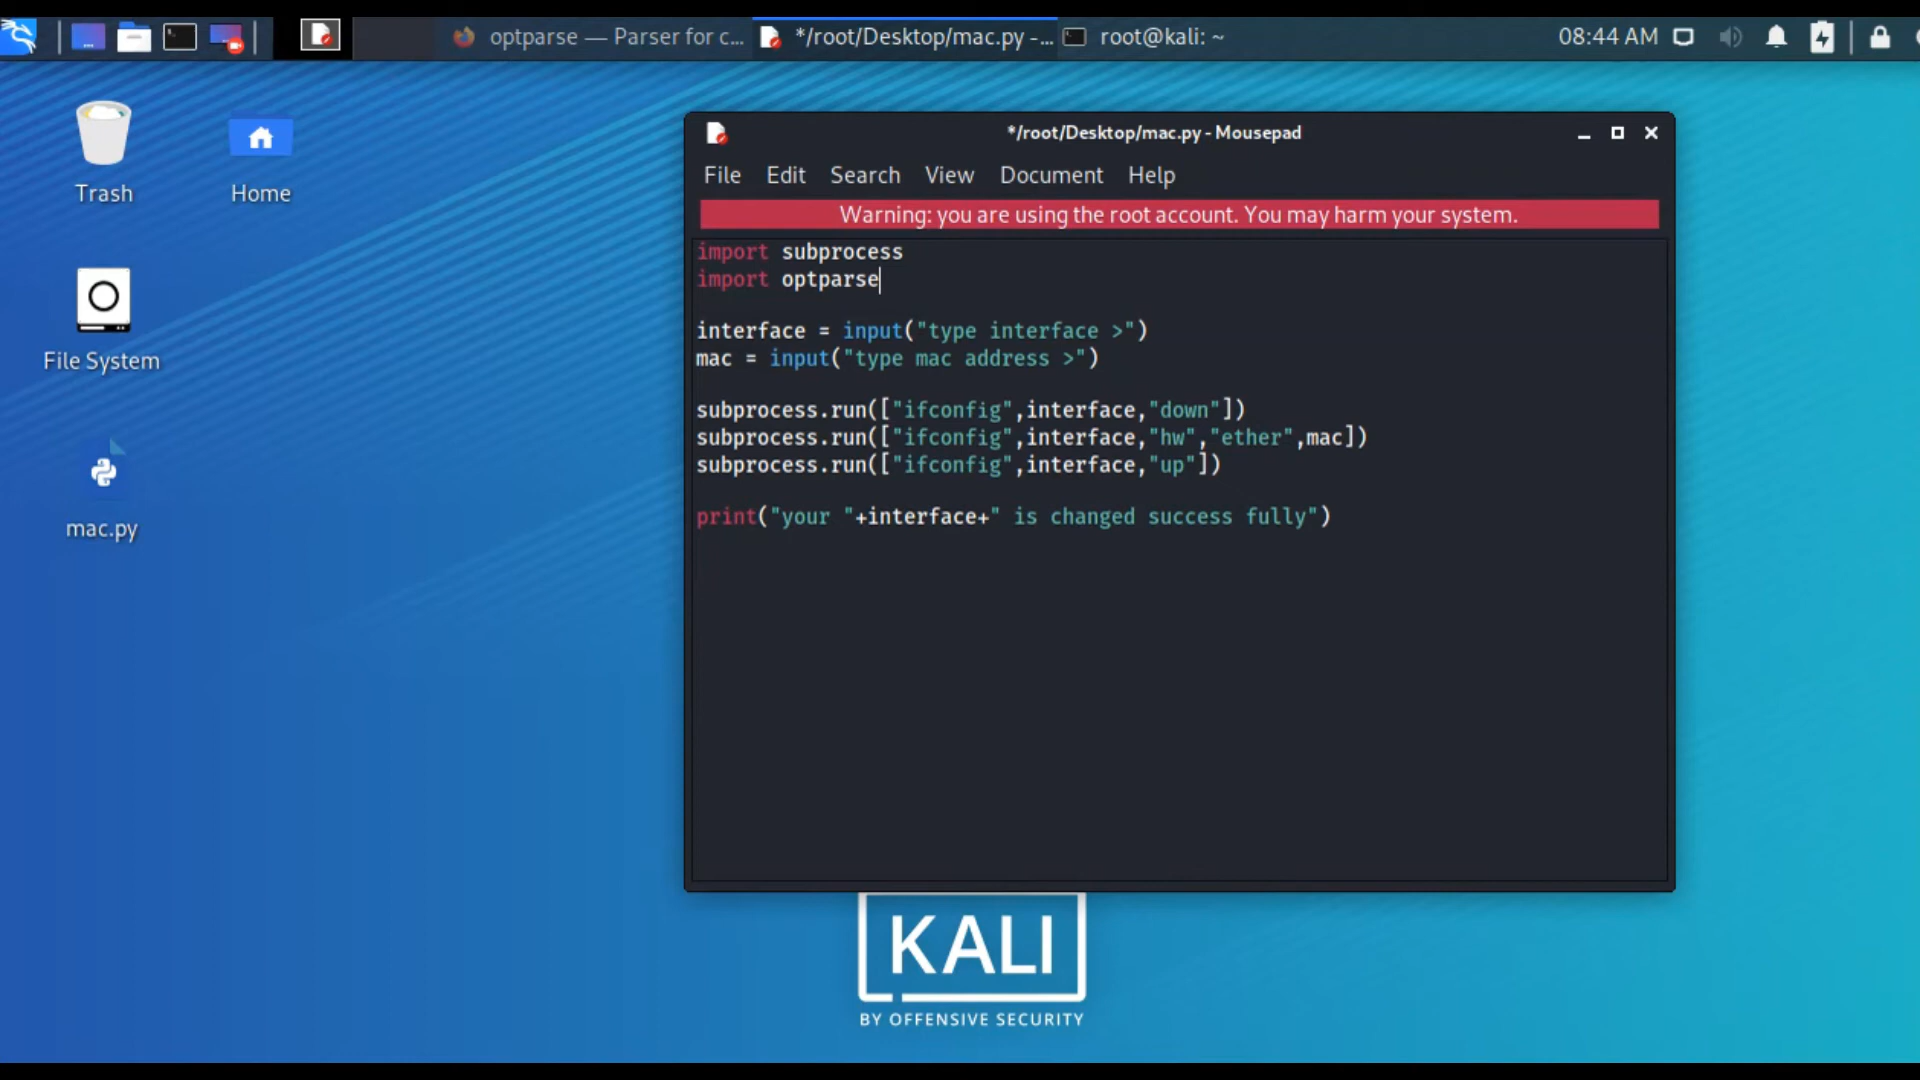 optparse — Parser for c...
*/root/Desktop/mac.py -...
root@kali: ~
08:44 AM
Trash
Home
File System
mac.py
*/root/Desktop/mac.py - Mousepad
File Edit Search View Document Help
Warning: you are using the root account. You may harm your system.
import subprocess
import optparse
interface = input("type interface >")
mac = input("type mac address >")
subprocess.run(["ifconfig",interface,"down"])
subprocess.run(["ifconfig",interface,"hw","ether",mac])
subprocess.run(["ifconfig",interface,"up"])
print("your "+interface+" is changed success fully")
KALI
BY OFFENSIVE SECURITY